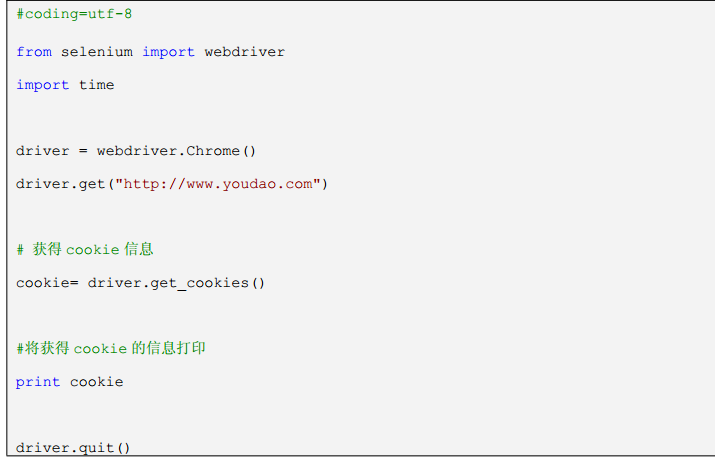 #coding=utf-8
from selenium import webdriver
import time
driver = webdriver.Chrome()
driver.get("http://www.youdao.com")
# 获得 cookie 信息
cookie= driver.get_cookies()
#将获得 cookie 的信息打印
print cookie
driver.quit()